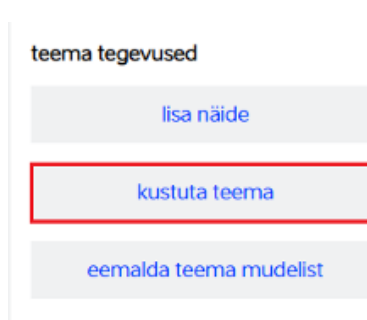 teema tegevused
lisa näide
kustuta teema
eemalda teema mudelist